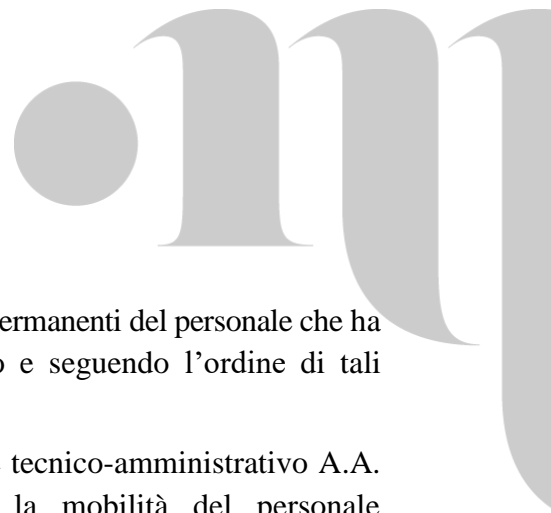 ermanenti del personale che ha
o e seguendo l’ordine di tali
tecnico-amministrativo A.A.
la mobilità del personale